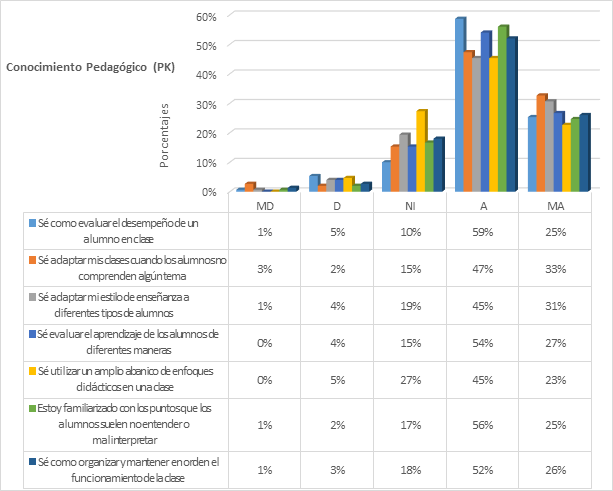 Conocimiento Pedagógico (PK)
Porcentajes
60%
50%
40%
30%
20%
10%
0%
MD D NI A MA
Sé como evaluar el desempeño de un
alumno en clase
1% 5% 10% 59% 25%
Sé adaptar mis clases cuando los alumnos no
comprenden algún tema
3% 2% 15% 47% 33%
Sé adaptar mi estilo de enseñanza a
diferentes tipos de alumnos
1% 4% 19% 45% 31%
Sé evaluar el aprendizaje de los alumnos de
diferentes maneras
0% 4% 15% 54% 27%
Sé utilizar un amplio abanico de enfoques
didácticos en una clase
0% 5% 27% 45% 23%
Estoy familiarizado con los puntos que los
alumnos suelen no entender o
malinterpretar
1% 2% 17% 56% 25%
Sé como organizar y mantener en orden el
funcionamiento de la clase
1% 3% 18% 52% 26%